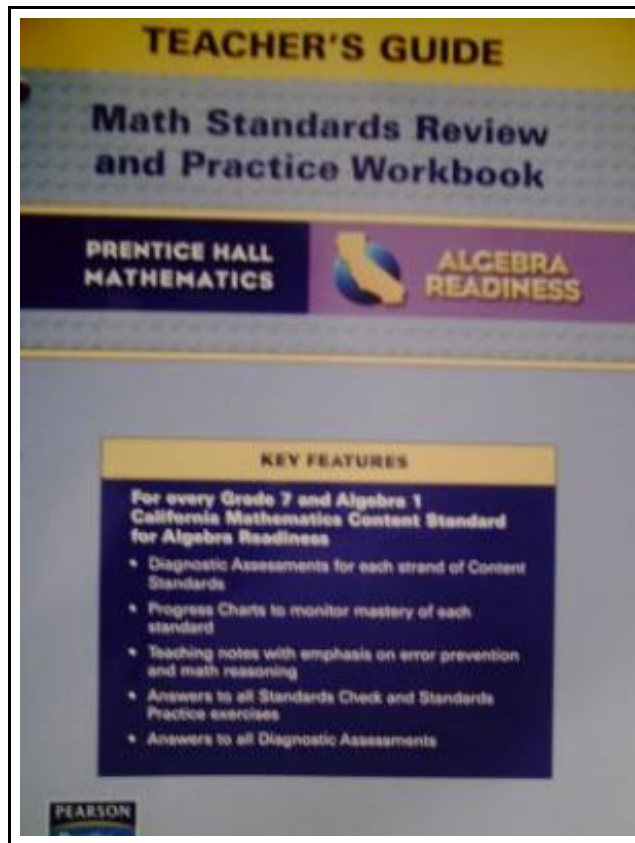 TEACHER'S GUIDE
Math Standards Review
and Practice Workbook
PRENTICE HALL
MATHEMATICS
ALGEBRA
READINESS
KEY FEATURES
For every Grade 7 and Algebra 1
California Mathematics Content Standard
for Algebra Readiness
• Diagnostic Assessments for each strand of Content
Standards
• Progress Charts to monitor mastery of each
standard
• Teaching notes with emphasis on error prevention
and math reasoning
• Answers to all Standards Check and Standards
Practice exercises
• Answers to all Diagnostic Assessments
PEARSON